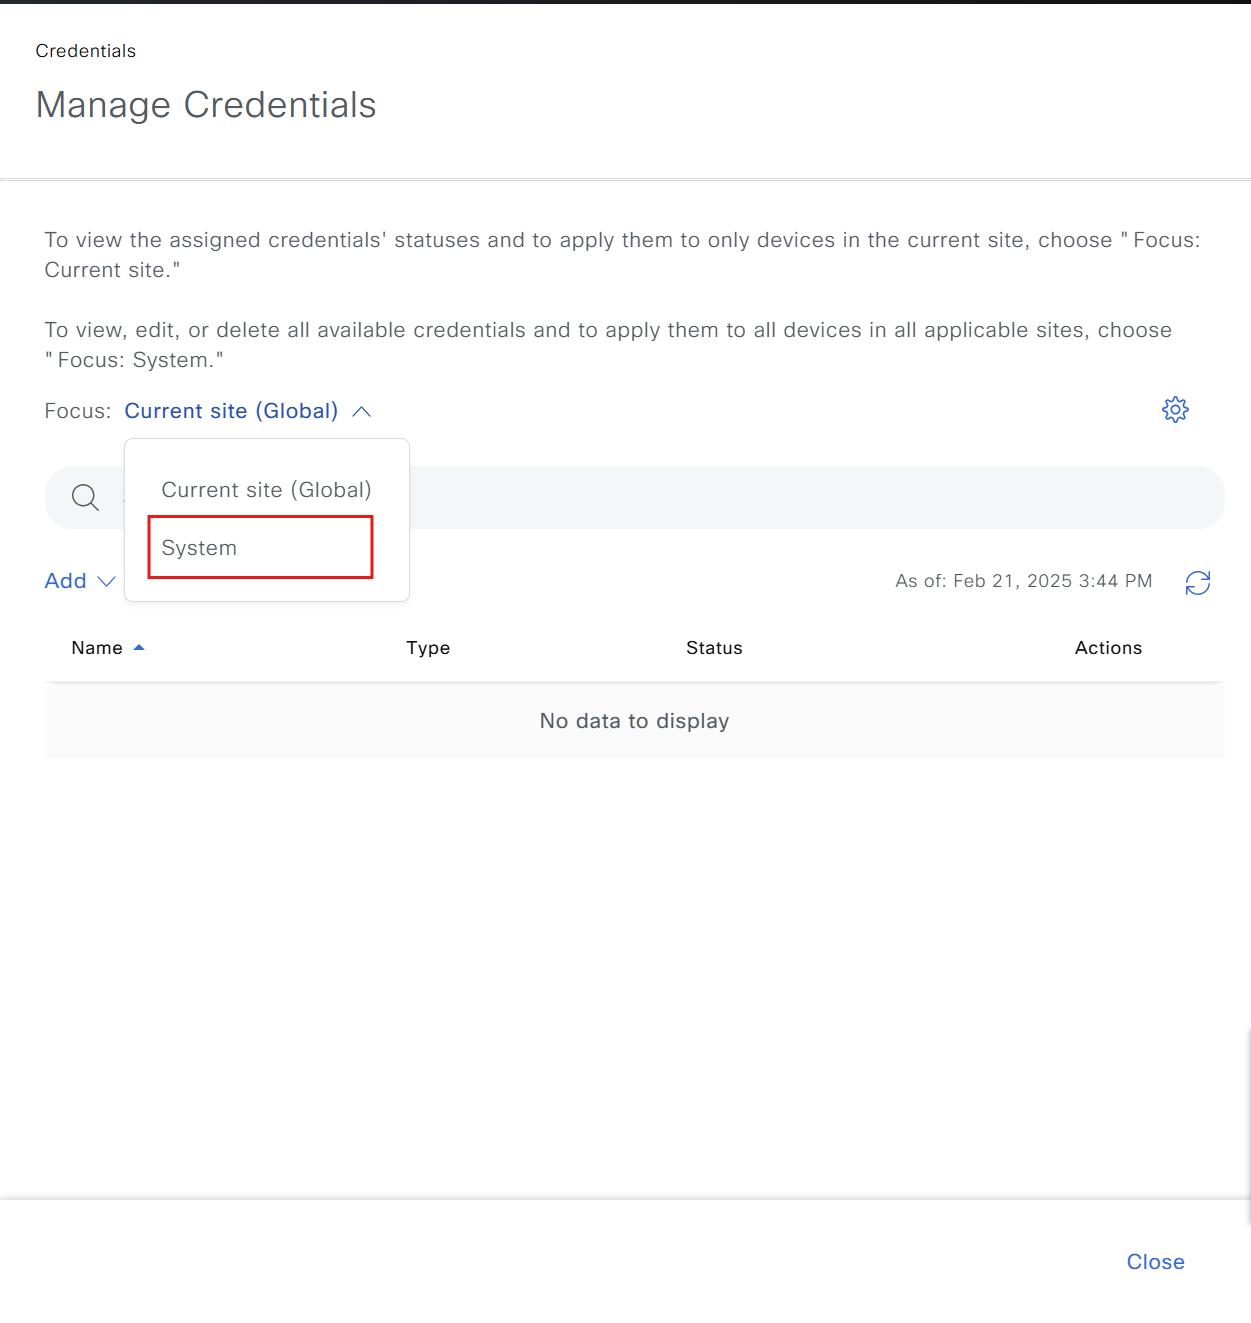 Credentials
Manage Credentials
To view the assigned credentials' statuses and to apply them to only devices in the current site, choose "Focus:
Current site."
To view, edit, or delete all available credentials and to apply them to all devices in all applicable sites, choose
"Focus: System."
Focus: Current site (Global)
Current site (Global)
System
Add
As of: Feb 21, 2025 3:44 PM
Name Type Status Actions
No data to display
Close